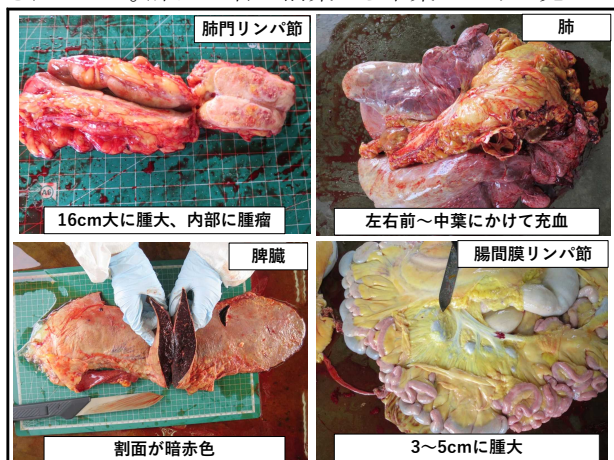 肺門リンパ節
肺
16cm大に腫大、内部に腫瘤
左右前～中葉にかけて充血
脾臓
腸間膜リンパ節
割面が暗赤色
3～5cmに腫大